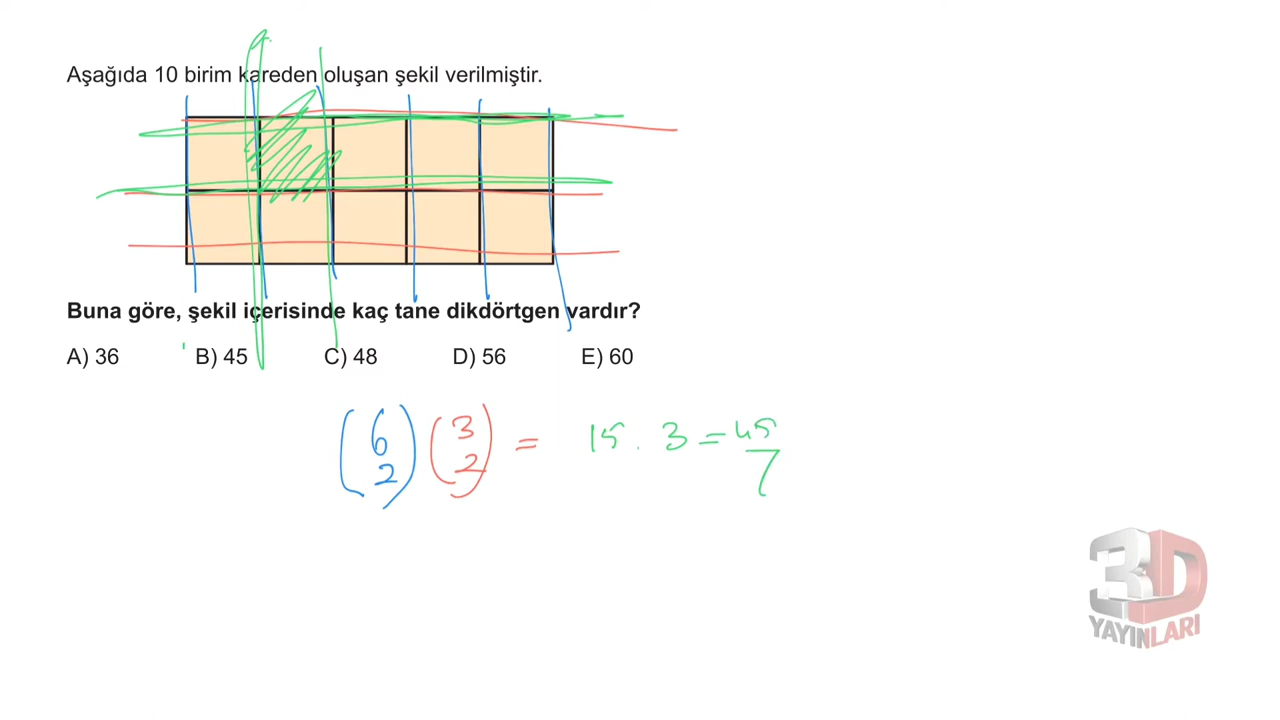 Aşağıda 10 birim kareden oluşan şekil verilmiştir.
Buna göre, şekil içerisinde kaç tane dikdörtgen vardır?
A) 36 B) 45 C) 48 D) 56 E) 60
(6 2) (3 2) = 15 . 3 = 45
7
3D
YAYINLARI